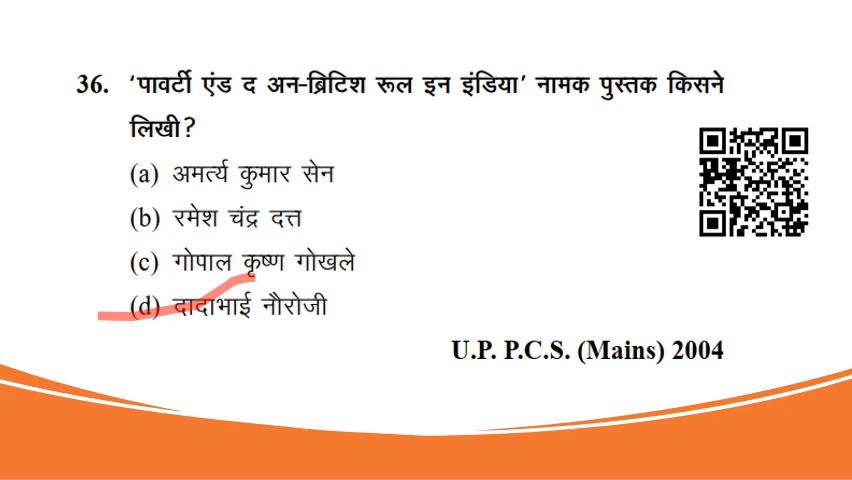 36. ‘पावर्टी एंड द अन-ब्रिटिश रूल इन इंडिया’ नामक पुस्तक किसने
लिखी?
(a) अमर्त्य कुमार सेन
(b) रमेश चंद्र दत्त
(c) गोपाल कृष्ण गोखले
(d) दादाभाई नौरोजी
U.P. P.C.S. (Mains) 2004